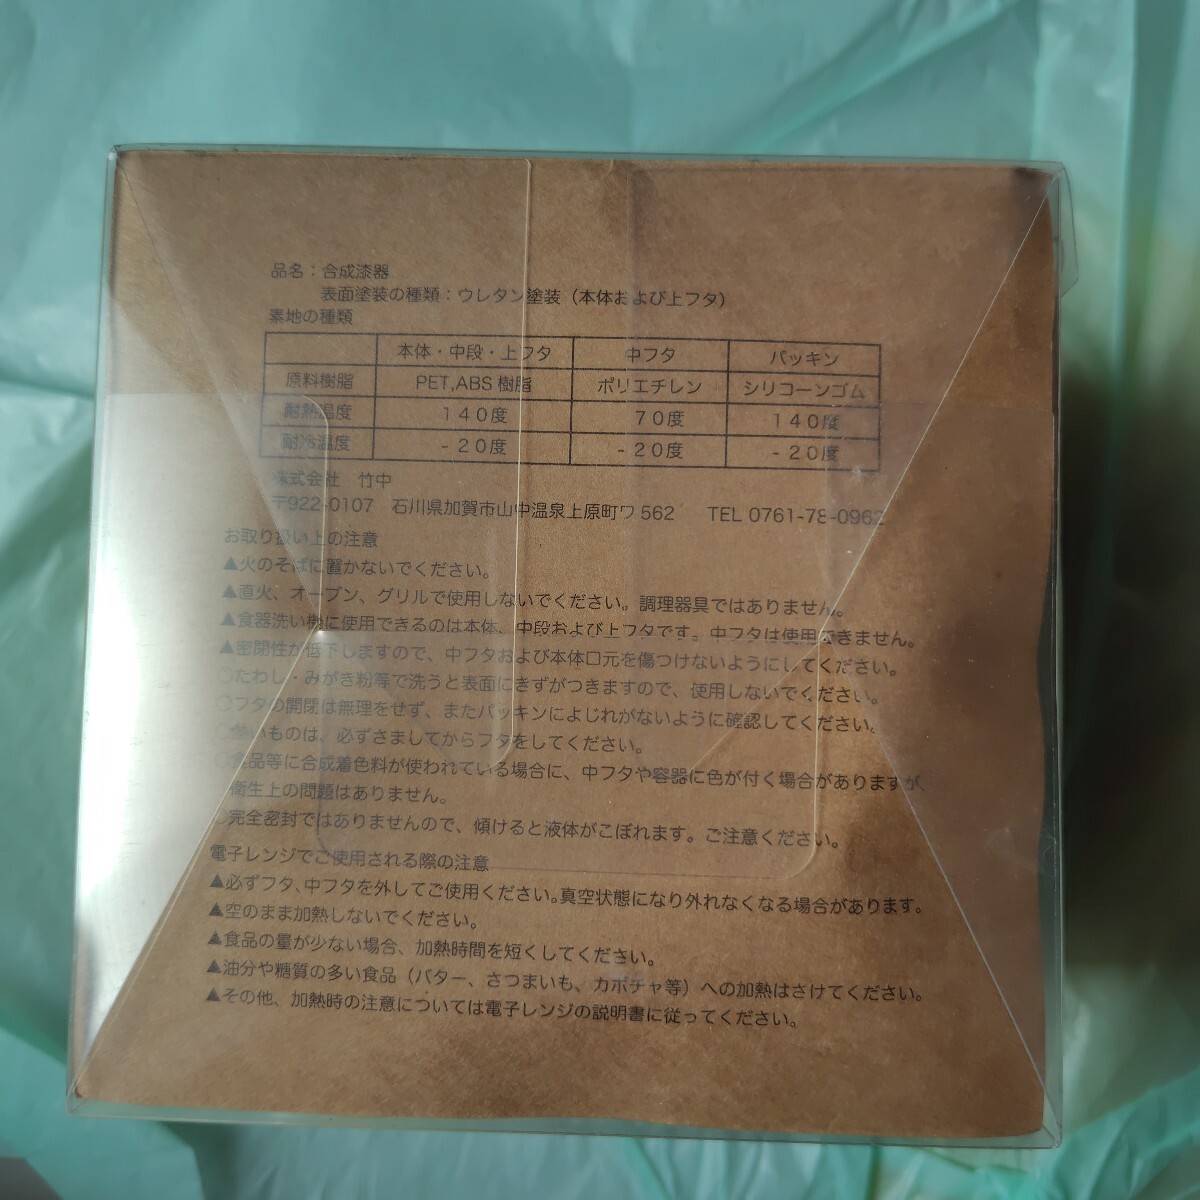 品名：合成漆器
表面塗装の種類：ウレタン塗装（本体および上フタ）
素地の種類
本体・中段・上フタ 中フタ パッキン
原料樹脂 PET,ABS樹脂 ポリエチレン シリコーンゴム
耐熱温度 140度 70度 140度
耐冷温度 -20度 -20度 -20度
株式会社 竹中
〒922-0107 石川県加賀市山中温泉上原町ワ562 TEL 0761-78-0962
お取り扱い上の注意
▲火のそばに置かないでください。
▲直火、オーブン、グリルで使用しないでください。調理器具ではありません。
▲食器洗い機に使用できるのは本体、中段および上フタです。中フタは使用できません。
▲密閉性が低下しますので、中フタおよび本体口元を傷つけないようにしてください。
○たわし・みがき粉等で洗うと表面にきずがつきますので、使用しないでください。
○フタの開閉は無理をせず、またパッキンによじれがないように確認してください。
○熱いものは、必ずさましてからフタをしてください。
○食品等に合成着色料が使われている場合に、中フタや容器に色が付く場合がありますが、
衛生上の問題はありません。
○完全密封ではありませんので、傾けると液体がこぼれます。ご注意ください。
電子レンジでご使用される際の注意
▲必ずフタ、中フタを外してご使用ください。真空状態になり外れなくなる場合があります。
▲空のまま加熱しないでください。
▲食品の量が少ない場合、加熱時間を短くしてください。
▲油分や糖質の多い食品（バター、さつまいも、カボチャ等）への加熱はさけてください。
▲その他、加熱時の注意については電子レンジの説明書に従ってください。